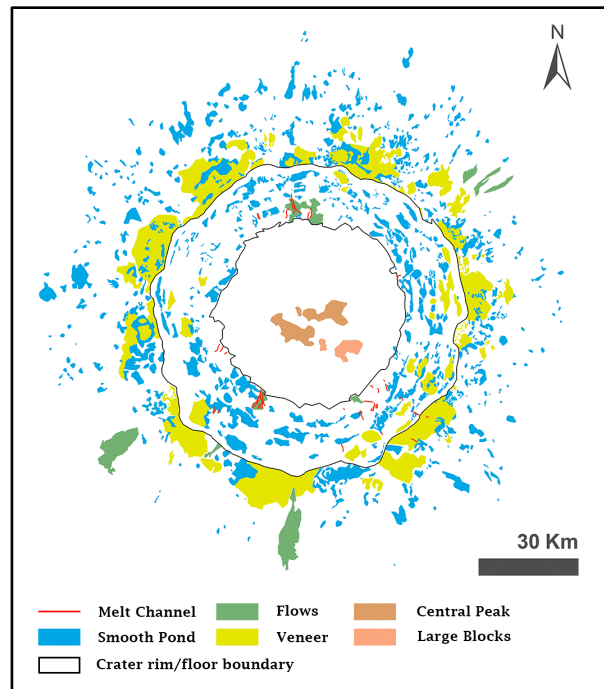 N
30 Km
Melt Channel Flows Central Peak
Smooth Pond Veneer Large Blocks
Crater rim/floor boundary